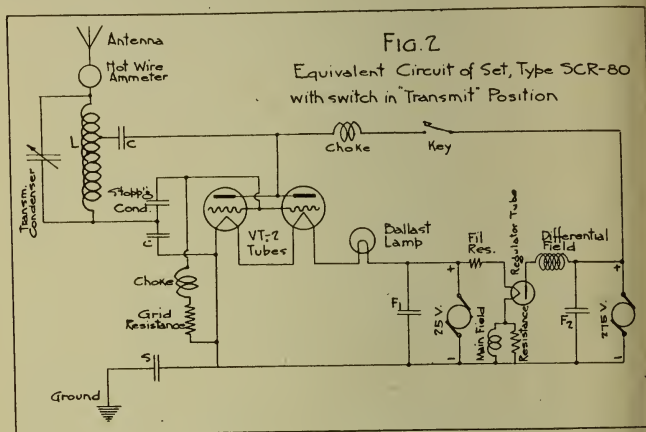 FIG. 2
Equivalent Circuit of Set, Type SCR-80
with switch in "Transmit" Position
Antenna
Hot Wire
Ammeter
L
C
Choke
Key
Transm.
Condenser
Stopp'g
Cond.
C
VT-2
Tubes
Ballast
Lamp
Fil
Res.
Regulator Tube
Differential
Field
Choke
Grid
Resistance
F1
+
25 V.
-
Main Field
Resistance
F2
+
275 V.
-
S
Ground